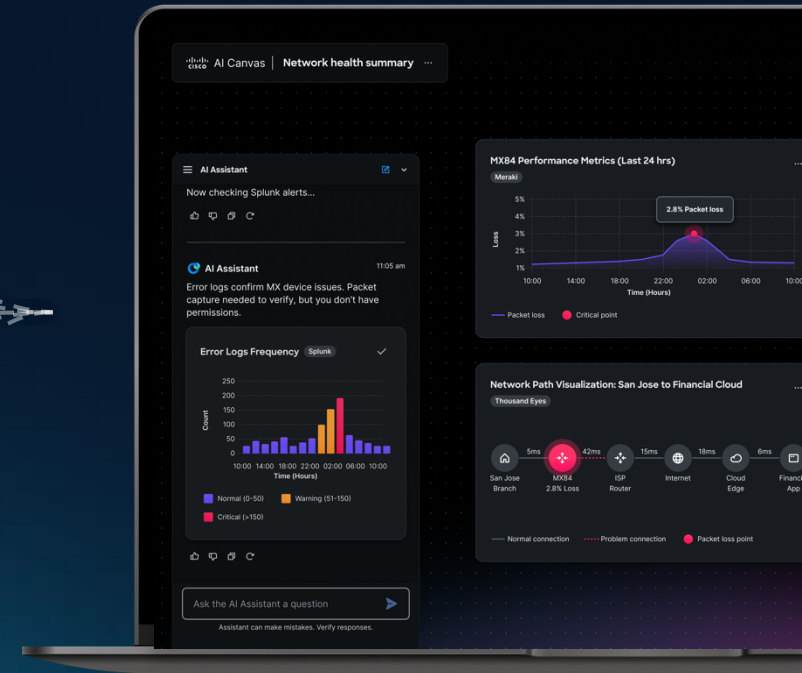 cisco AI Canvas | Network health summary ...
AI Assistant
Now checking Splunk alerts...
AI Assistant 11:05 am
Error logs confirm MX device issues. Packet
capture needed to verify, but you don't have
permissions.
Error Logs Frequency Splunk
250
200
150
100
50
0
Count
10:00 14:00 18:00 22:00 02:00 06:00 10:00
Time (Hours)
Normal (0-50) Warning (51-150)
Critical (>150)
Ask the AI Assistant a question
Assistant can make mistakes. Verify responses.
MX84 Performance Metrics (Last 24 hrs) ...
Meraki
5%
4%
3%
2%
1%
Loss
2.8% Packet loss
10:00 14:00 18:00 22:00 02:00 06:00 10:00
Time (Hours)
Packet loss Critical point
Network Path Visualization: San Jose to Financial Cloud ...
Thousand Eyes
5ms 42ms 15ms 18ms 6ms
San Jose MX84 ISP Internet Cloud Financi
Branch 2.8% Loss Router Edge App
Normal connection Problem connection Packet loss point